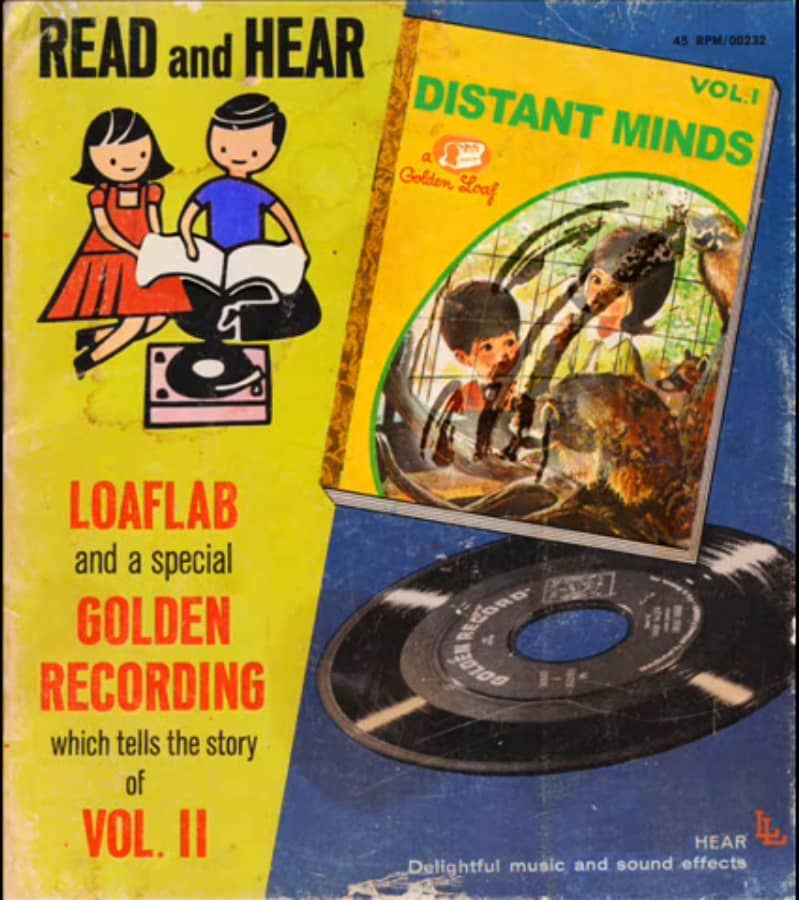 READ and HEAR
45 RPM/00232
VOL.I
DISTANT MINDS
a
Golden Loaf
LOAFLAB
and a special
GOLDEN
RECORDING
which tells the story
of
VOL. II
GOLDEN RECORD
HEAR
Delightful music and sound effects
LL